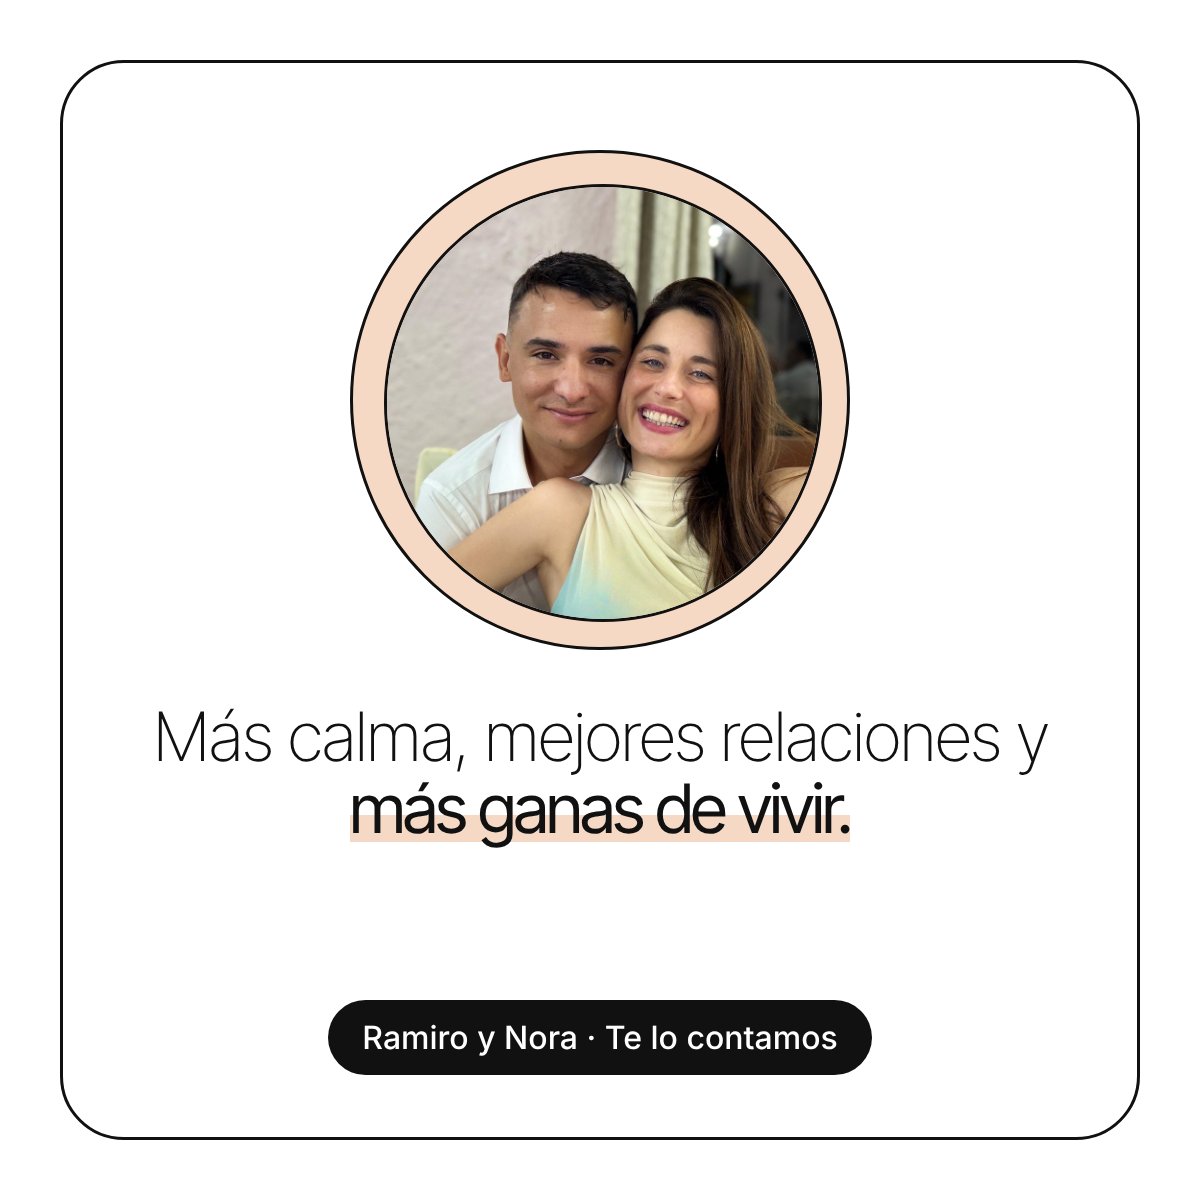 Más calma, mejores relaciones y
más ganas de vivir.
Ramiro y Nora · Te lo contamos